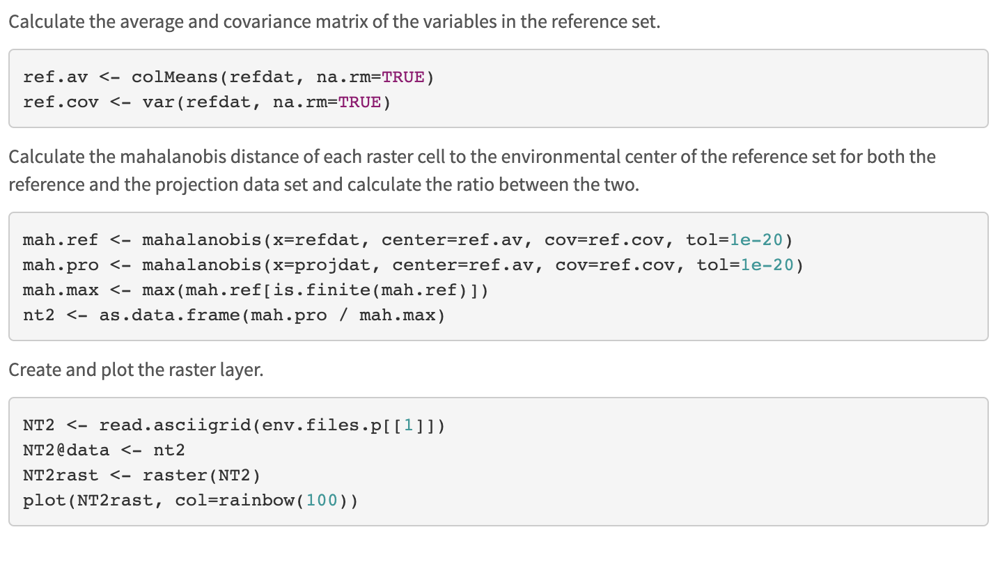 Calculate the average and covariance matrix of the variables in the reference set.
ref.av <- colMeans(refdat, na.rm=TRUE)
ref.cov <- var(refdat, na.rm=TRUE)
Calculate the mahalanobis distance of each raster cell to the environmental center of the reference set for both the
reference and the projection data set and calculate the ratio between the two.
mah.ref <- mahalanobis(x=refdat, center=ref.av, cov=ref.cov, tol=1e-20)
mah.pro <- mahalanobis(x=projdat, center=ref.av, cov=ref.cov, tol=1e-20)
mah.max <- max(mah.ref[is.finite(mah.ref)])
nt2 <- as.data.frame(mah.pro / mah.max)
Create and plot the raster layer.
NT2 <- read.asciigrid(env.files.p[[1]])
NT2@data <- nt2
NT2rast <- raster(NT2)
plot(NT2rast, col=rainbow(100))